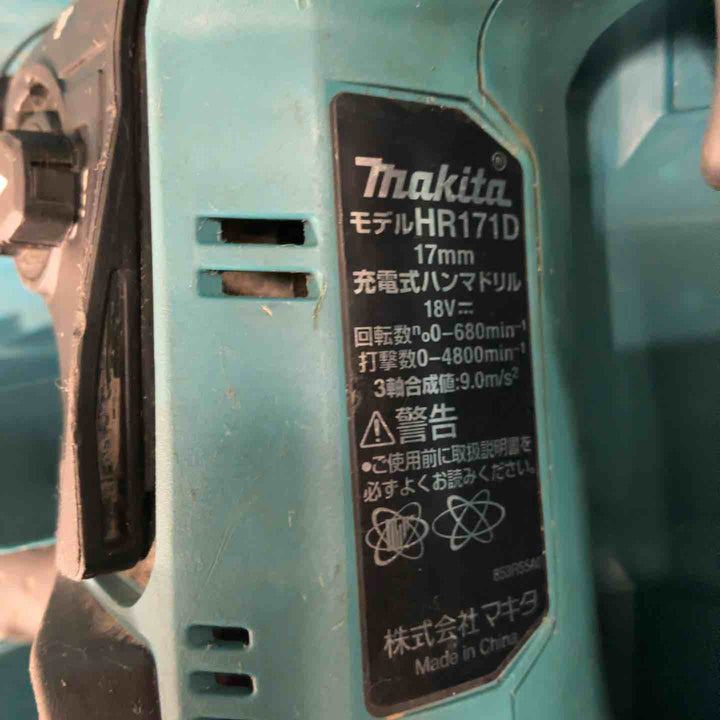 makita®
モデルHR171D
17mm
充電式ハンマドリル
18V⎓
回転数n₀0-680min⁻¹
打撃数0-4800min⁻¹
3軸合成値:9.0m/s²
⚠警告
•ご使用前に取扱説明書を
必ずよくお読みください。
株式会社マキタ
Made in China